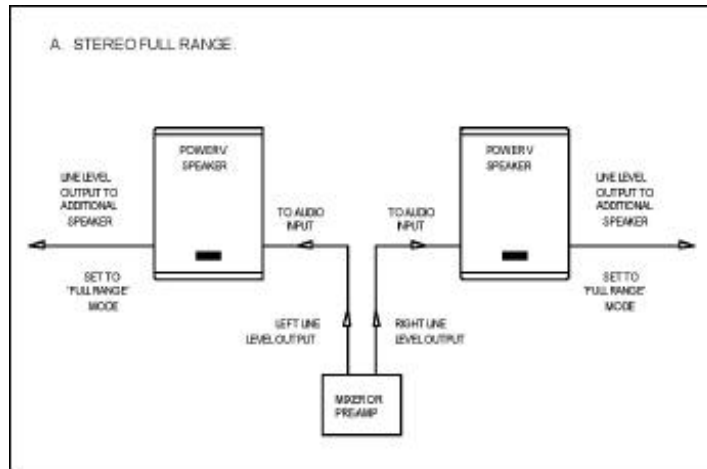 A. STEREO FULL RANGE
POWER V
SPEAKER
POWER V
SPEAKER
LINE LEVEL
OUTPUT TO
ADDITIONAL
SPEAKER
TO AUDIO
INPUT
TO AUDIO
INPUT
LINE LEVEL
OUTPUT TO
ADDITIONAL
SPEAKER
SET TO
"FULL RANGE"
MODE
SET TO
"FULL RANGE"
MODE
LEFT LINE
LEVEL OUTPUT
RIGHT LINE
LEVEL OUTPUT
MIXER OR
PREAMP